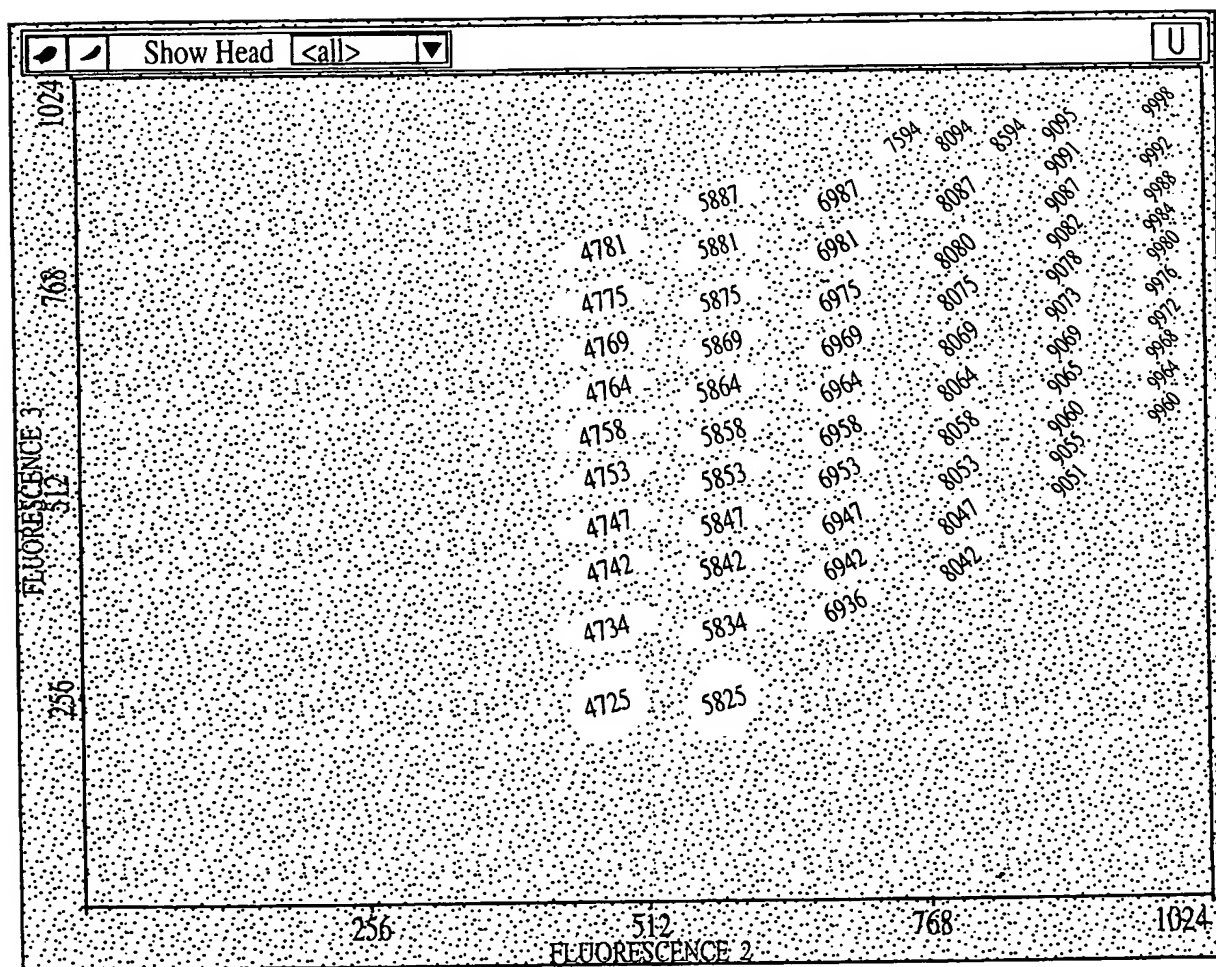 Show Head <all> ▼ U
1024
768
FLUORESCENCE 3
512
256
9998
7594 8094 8594 9095
9091 9992
5887 6987 8087 9087 9988
4781 5881 6981 8080 9082 9984
9980
4775 5875 6975 8075 9078 9976
9073 9972
4769 5869 6969 8069 9069 9968
4764 5864 6964 8064 9065 9964
9960
4758 5858 6958 8058 9060
9055
4753 5853 6953 8053 9051
4747 5847 6947 8047
4742 5842 6942 8042
4734 5834 6936
4725 5825
256 512 768 1024
FLUORESCENCE 2